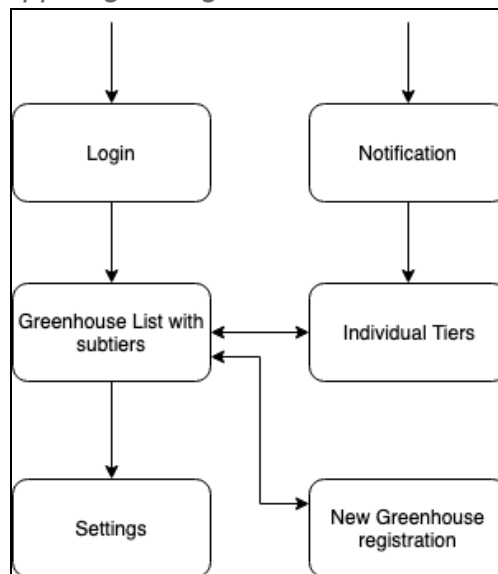 Login
Notification
Greenhouse List with
subtiers
Individual Tiers
Settings
New Greenhouse
registration